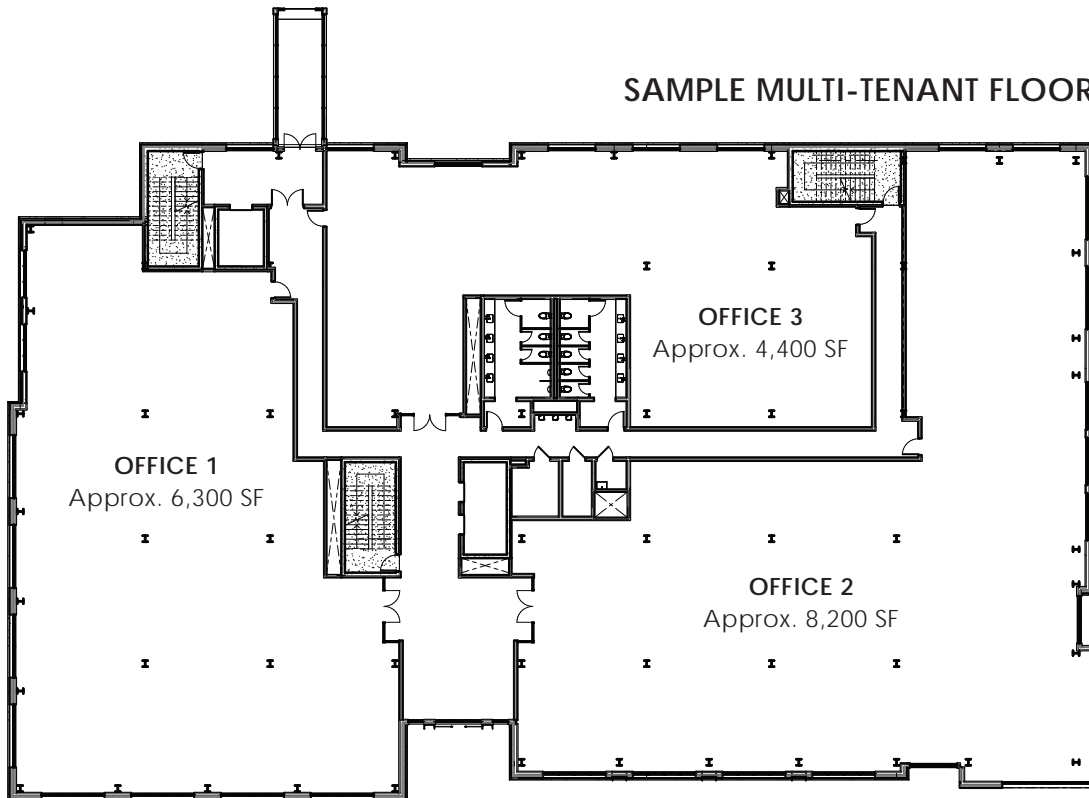 SAMPLE MULTI-TENANT FLOOR
OFFICE 3
Approx. 4,400 SF
OFFICE 1
Approx. 6,300 SF
OFFICE 2
Approx. 8,200 SF